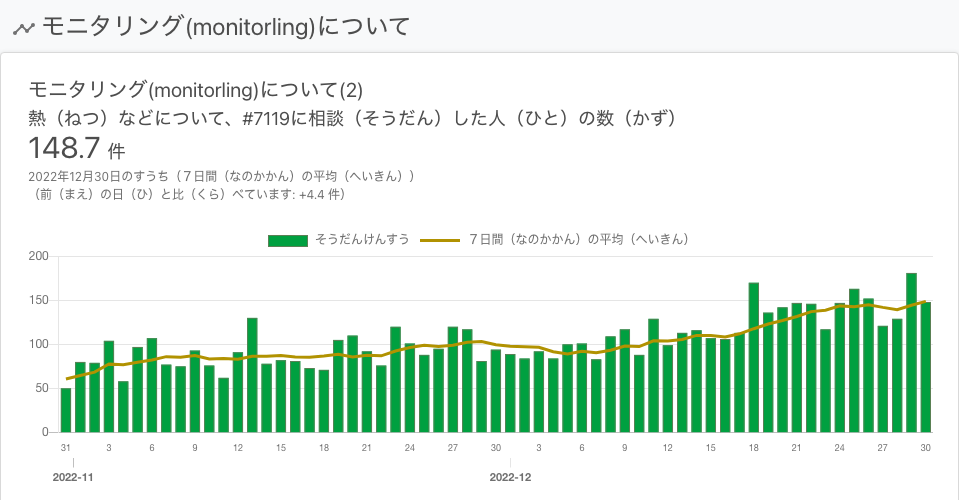 モニタリング(monitorling)について
モニタリング(monitorling)について(2)
熱（ねつ）などについて、#7119に相談（そうだん）した人（ひと）の数（かず）
148.7 件
2022年12月30日のすうち（７日間（なのかかん）の平均（へいきん））
（前（まえ）の日（ひ）と比（くら）べています: +4.4 件）
そうだんけんすう ７日間（なのかかん）の平均（へいきん）
200
150
100
50
0
31 3 6 9 12 15 18 21 24 27 30 3 6 9 12 15 18 21 24 27 30
2022-11 2022-12